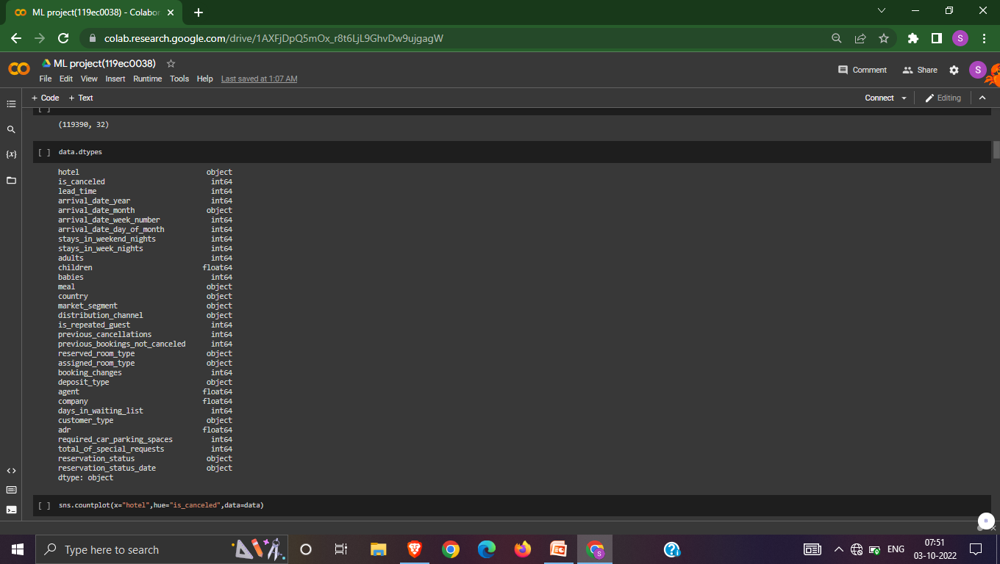 ML project(119ec0038) - Colabor
colab.research.google.com/drive/1AXFjDpQ5mOx_r8t6LjL9GhvDw9ujgagW
S
ML project(119ec0038)
File Edit View Insert Runtime Tools Help Last saved at 1:07 AM
Comment Share S
+ Code + Text
Connect Editing
[ ]
(119390, 32)
[ ] data.dtypes
hotel object
is_canceled int64
lead_time int64
arrival_date_year int64
arrival_date_month object
arrival_date_week_number int64
arrival_date_day_of_month int64
stays_in_weekend_nights int64
stays_in_week_nights int64
adults int64
children float64
babies int64
meal object
country object
market_segment object
distribution_channel object
is_repeated_guest int64
previous_cancellations int64
previous_bookings_not_canceled int64
reserved_room_type object
assigned_room_type object
booking_changes int64
deposit_type object
agent float64
company float64
days_in_waiting_list int64
customer_type object
adr float64
required_car_parking_spaces int64
total_of_special_requests int64
reservation_status object
reservation_status_date object
dtype: object
[ ] sns.countplot(x="hotel",hue="is_canceled",data=data)
Type here to search
S
ENG
07:51
03-10-2022